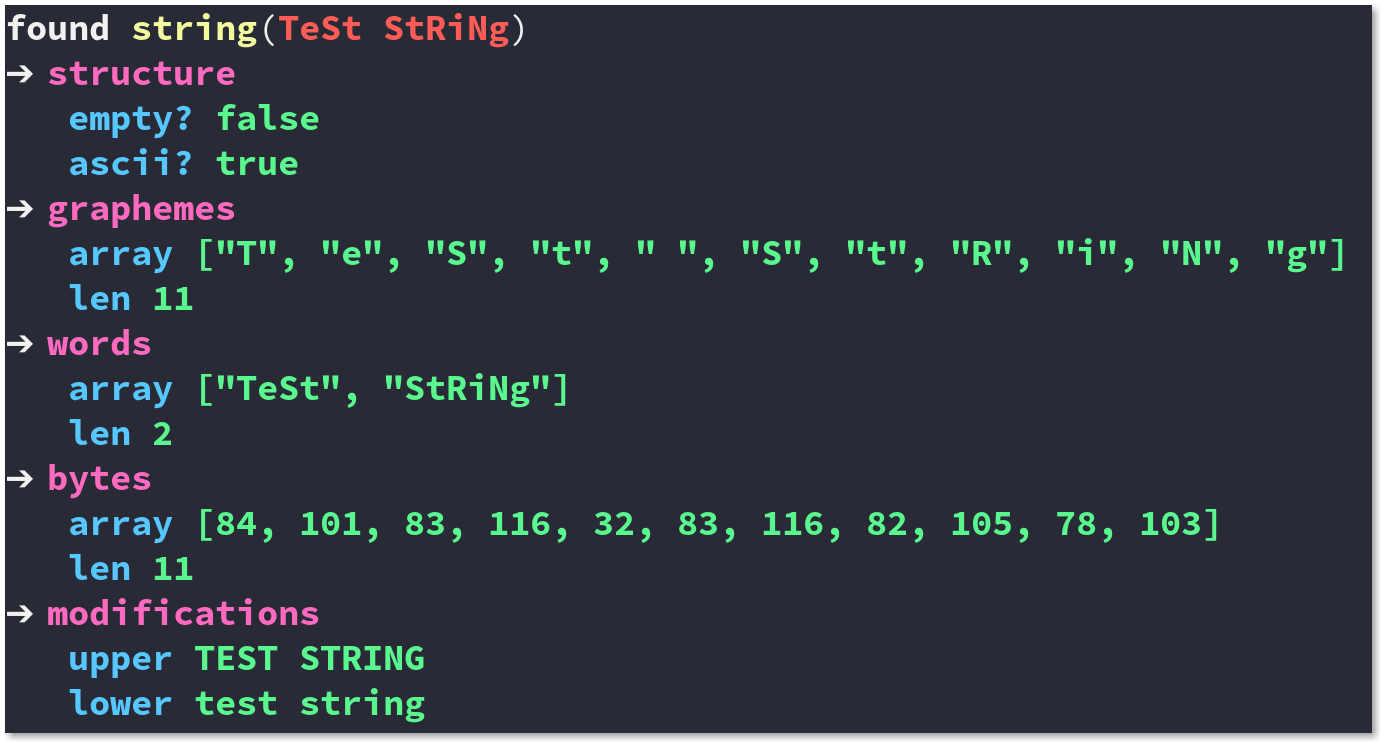 found string(TeSt StRiNg)
➔ structure
empty? false
ascii? true
➔ graphemes
array ["T", "e", "S", "t", " ", "S", "t", "R", "i", "N", "g"]
len 11
➔ words
array ["TeSt", "StRiNg"]
len 2
➔ bytes
array [84, 101, 83, 116, 32, 83, 116, 82, 105, 78, 103]
len 11
➔ modifications
upper TEST STRING
lower test string